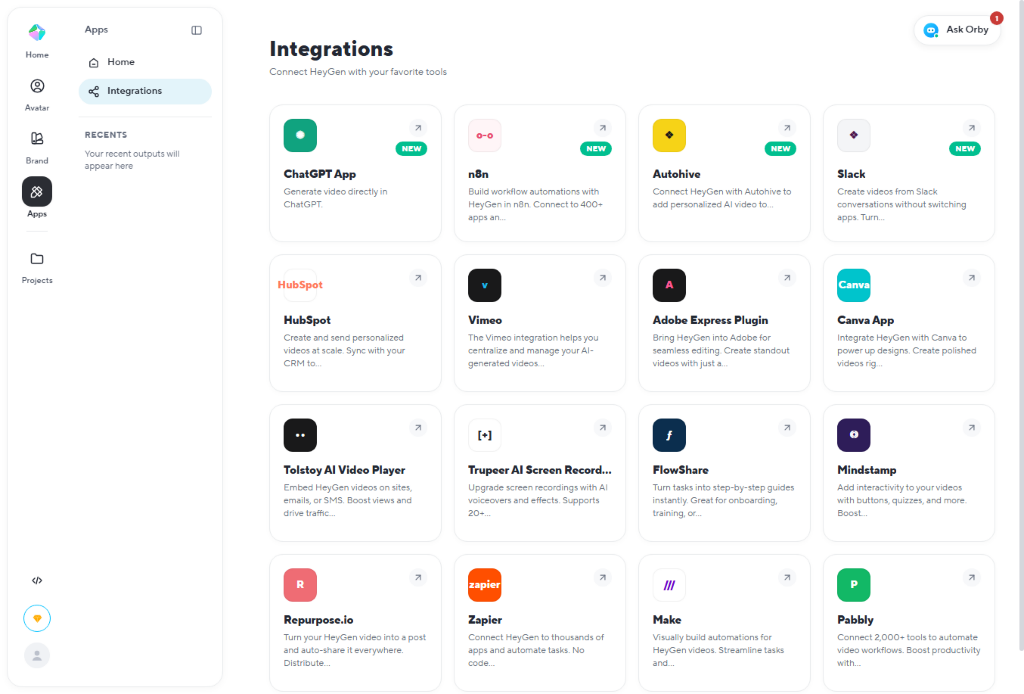 Home
Avatar
Brand
Apps
Projects
</>
Apps
Home
Integrations
RECENTS
Your recent outputs will
appear here
Ask Orby
1
Integrations
Connect HeyGen with your favorite tools
NEW
ChatGPT App
Generate video directly in
ChatGPT.
NEW
n8n
Build workflow automations with
HeyGen in n8n. Connect to 400+
apps an...
NEW
Autohive
Connect HeyGen with Autohive to
add personalized AI video to...
NEW
Slack
Create videos from Slack
conversations without switching
apps. Turn...
HubSpot
HubSpot
Create and send personalized
videos at scale. Sync with your
CRM to...
v
Vimeo
The Vimeo integration helps you
centralize and manage your AI-
generated videos...
A
Adobe Express Plugin
Bring HeyGen into Adobe for
seamless editing. Create standout
videos with just a...
Canva
Canva App
Integrate HeyGen with Canva to
power up designs. Create polished
videos rig...
Tolstoy AI Video Player
Embed HeyGen videos on sites,
emails, or SMS. Boost views and
drive traffic...
[+]
Trupeer AI Screen Record...
Upgrade screen recordings with AI
voiceovers and effects. Supports
20+...
ƒ
FlowShare
Turn tasks into step-by-step guides
instantly. Great for onboarding,
training, or...
Mindstamp
Add interactivity to your videos
with buttons, quizzes, and more.
Boost...
R
Repurpose.io
Turn your HeyGen video into a post
and auto-share it everywhere.
Distribute...
zapier
Zapier
Connect HeyGen to thousands of
apps and automate tasks. No
code...
///
Make
Visually build automations for
HeyGen videos. Streamline tasks
and...
P
Pabbly
Connect 2,000+ tools to automate
video workflows. Boost productivity
with...